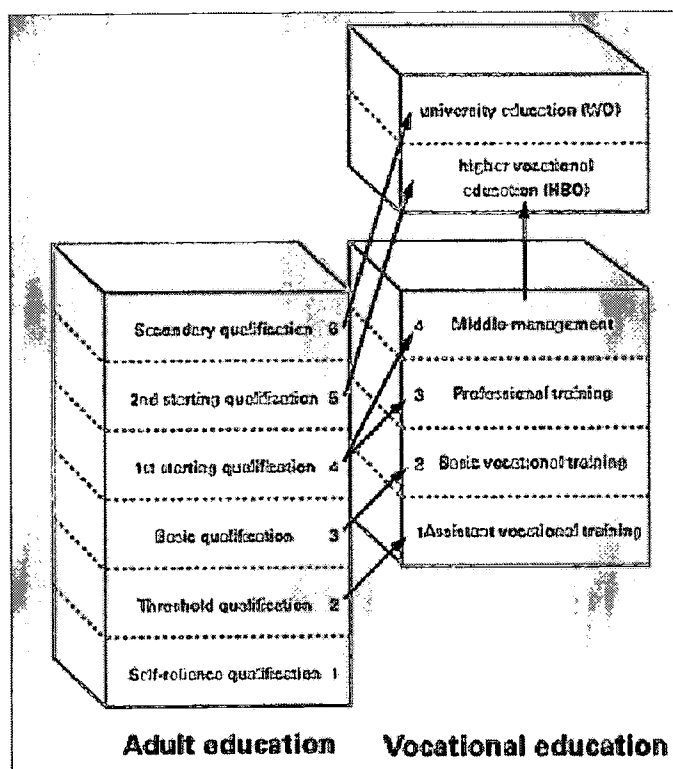 university education (WO)
higher vocational
education (HBO)
Secondary qualification 6
2nd starting qualification 5
1st starting qualification 4
Basic qualification 3
Threshold qualification 2
Self-reliance qualification 1
4 Middle management
3 Professional training
2 Basic vocational training
1 Assistant vocational training
Adult education
Vocational education